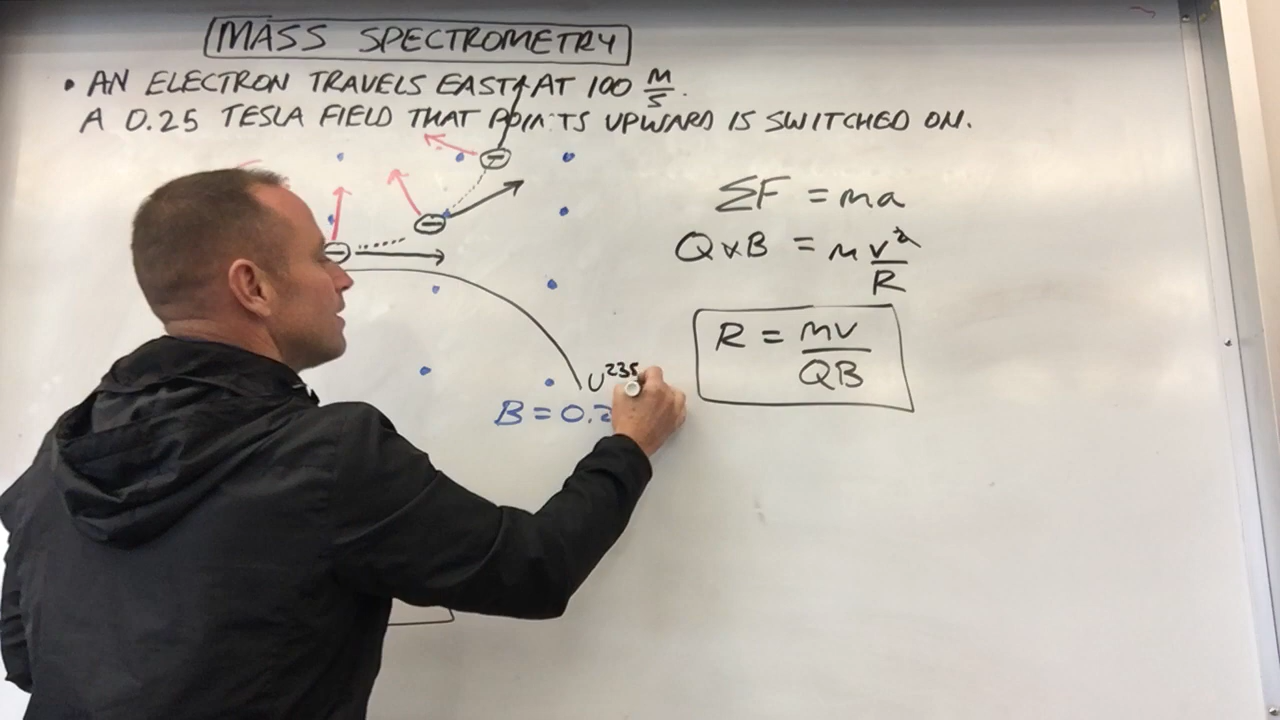 MASS SPECTROMETRY
• AN ELECTRON TRAVELS EAST AT 100 M/S.
A 0.25 TESLA FIELD THAT POINTS UPWARD IS SWITCHED ON.
ΣF = ma
QvB = m v²/R
R = mv/QB
U²³⁵
B = 0.2